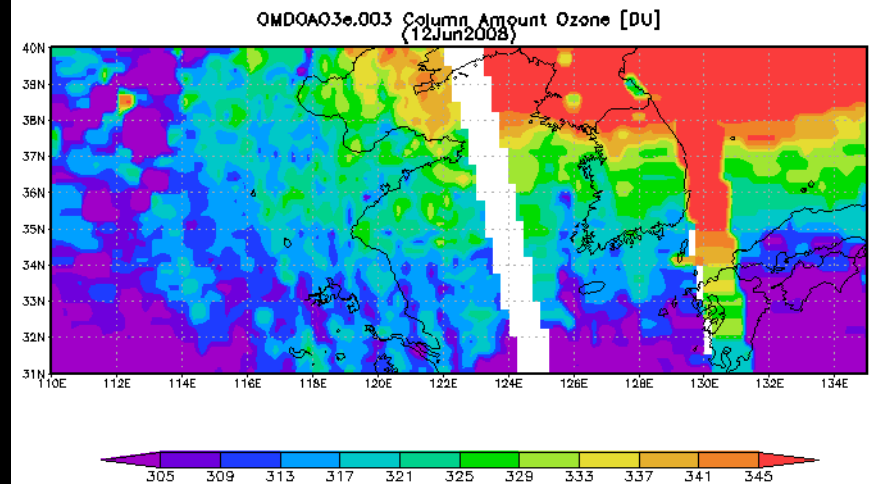 OMDOAO3e.003 Column Amount Ozone [DU]
(12Jun2008)
40N
39N
38N
37N
36N
35N
34N
33N
32N
31N
110E 112E 114E 116E 118E 120E 122E 124E 126E 128E 130E 132E 134E
305 309 313 317 321 325 329 333 337 341 345